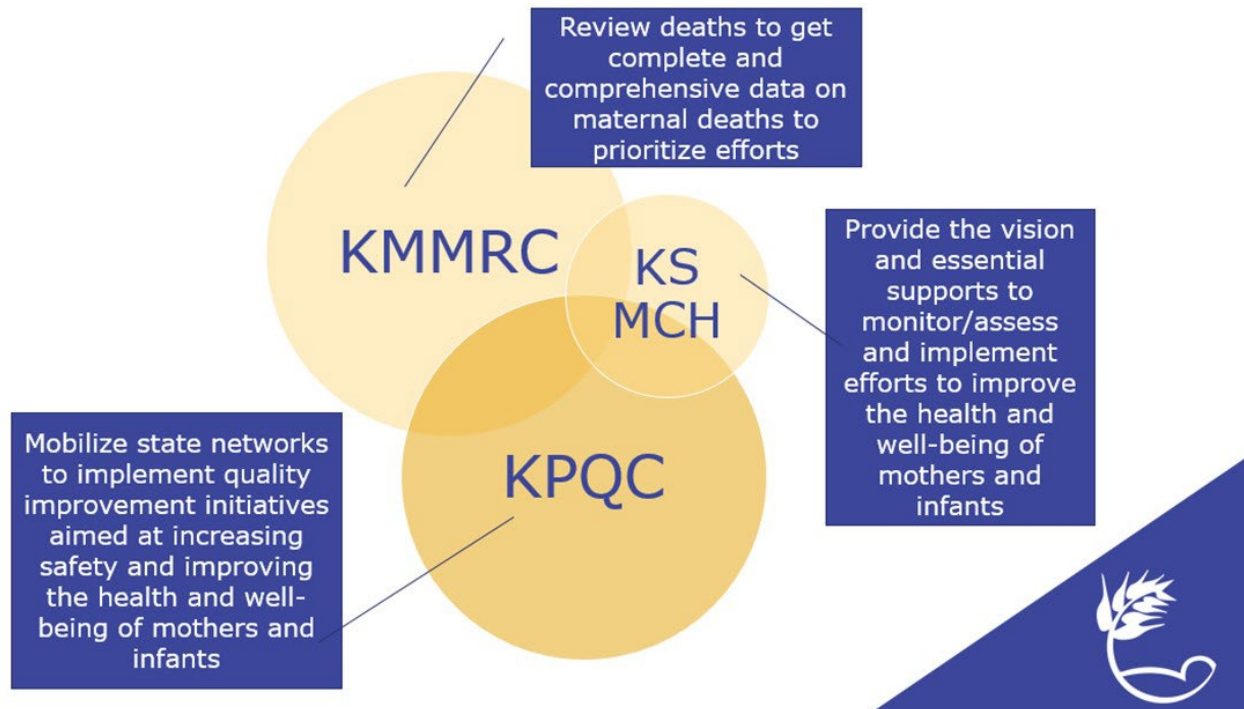 Review deaths to get
complete and
comprehensive data on
maternal deaths to
prioritize efforts
KMMRC
KS
MCH
Provide the vision
and essential
supports to
monitor/assess
and implement
efforts to improve
the health and
well-being of
mothers and
infants
KPQC
Mobilize state networks
to implement quality
improvement initiatives
aimed at increasing
safety and improving
the health and well-
being of mothers and
infants